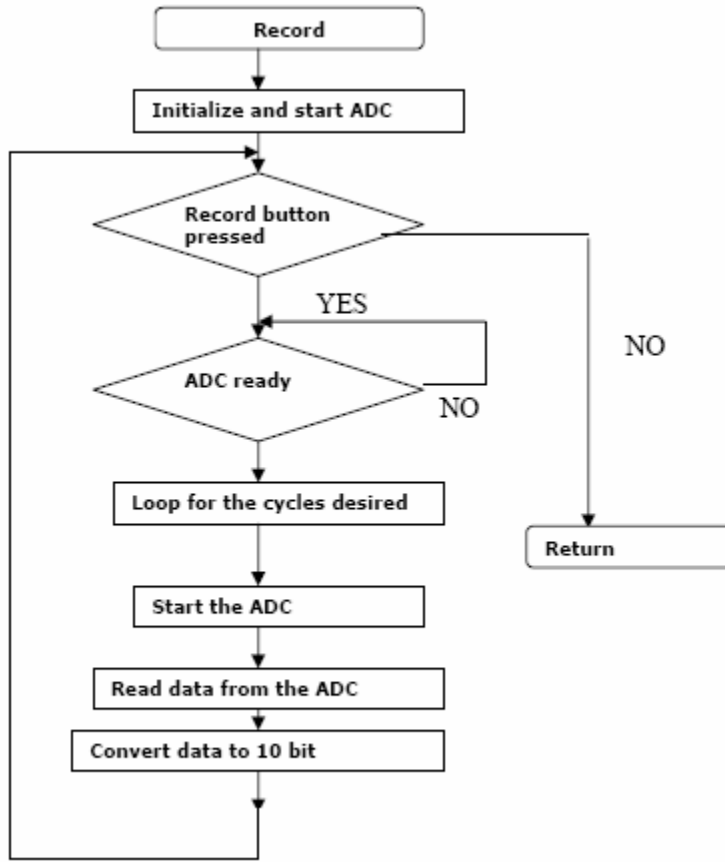 Record
Initialize and start ADC
Record button
pressed
YES
NO
ADC ready
NO
Loop for the cycles desired
Return
Start the ADC
Read data from the ADC
Convert data to 10 bit